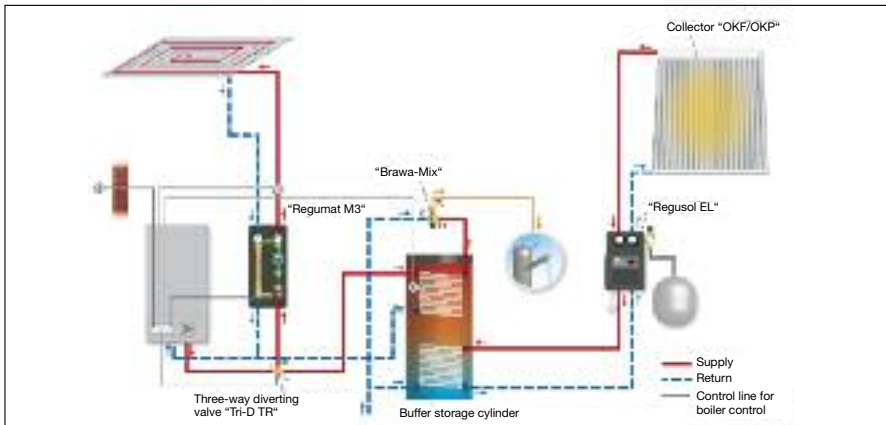 Collector “OKF/OKP“
“Brawa-Mix“
“Regumat M3“
“Regusol EL“
Supply
Return
Control line for
boiler control
Three-way diverting
valve “Tri-D TR“
Buffer storage cylinder